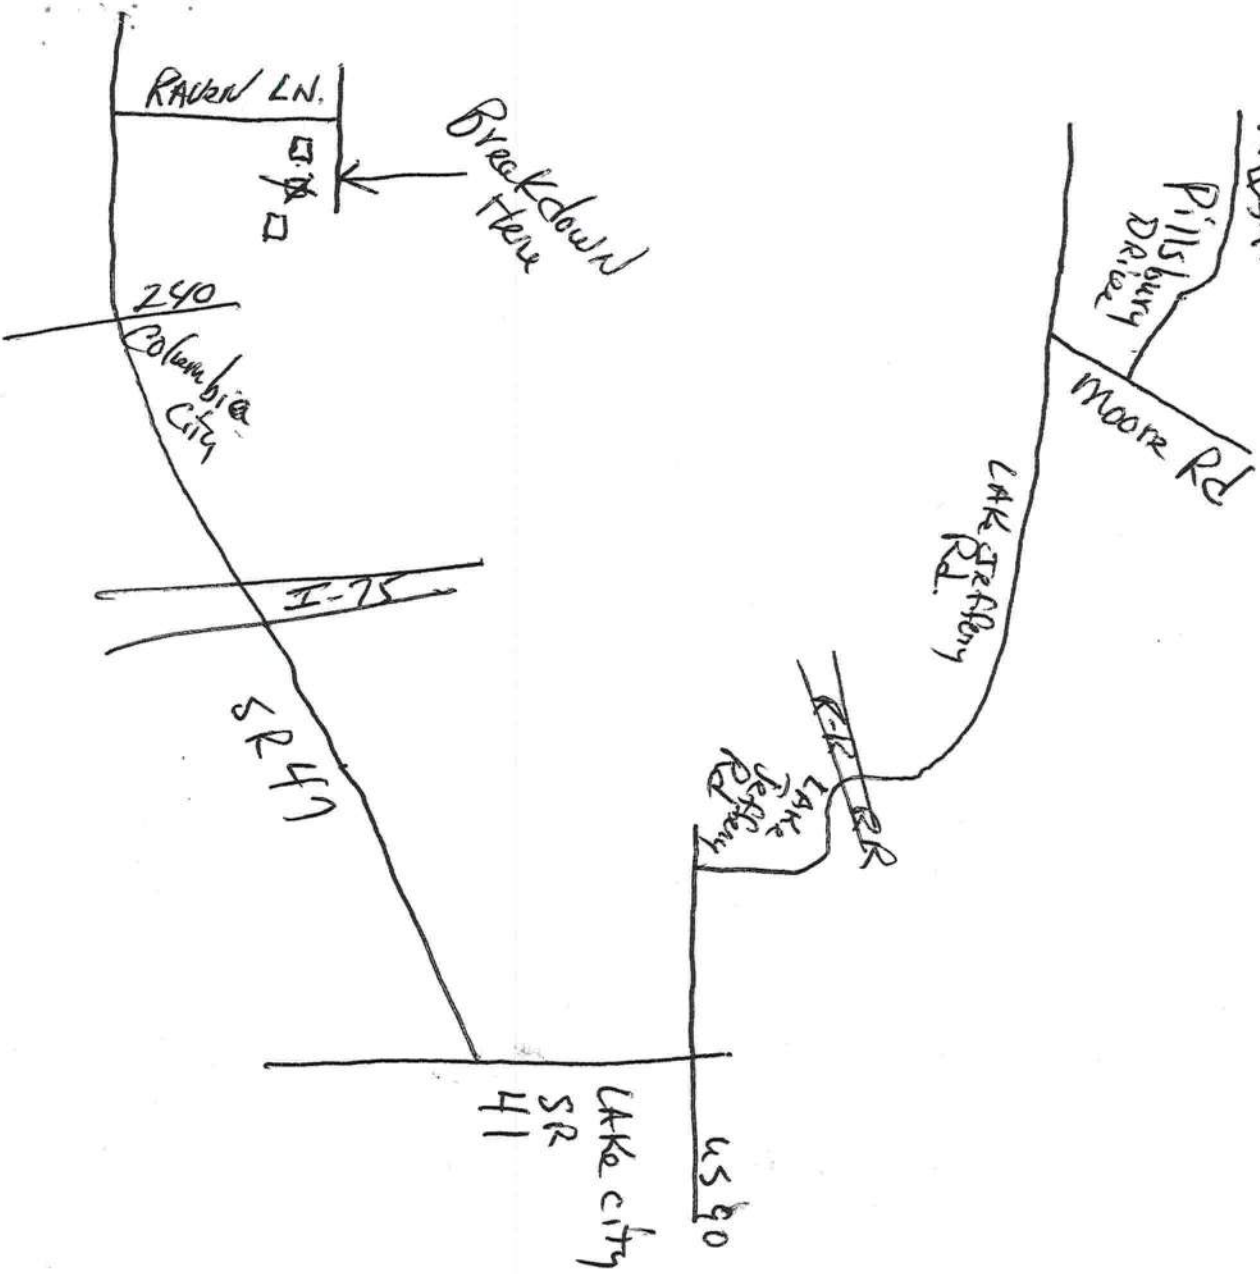 RAVEN LN.
Breakdown
Here
240
Columbia
City
I-75
SR 47
Pillsbury
Drive
Moore Rd
LAKE Jeffery
Rd.
RR
LAKE
Jeffery
Rd
LAKE City
SR
41
US 90